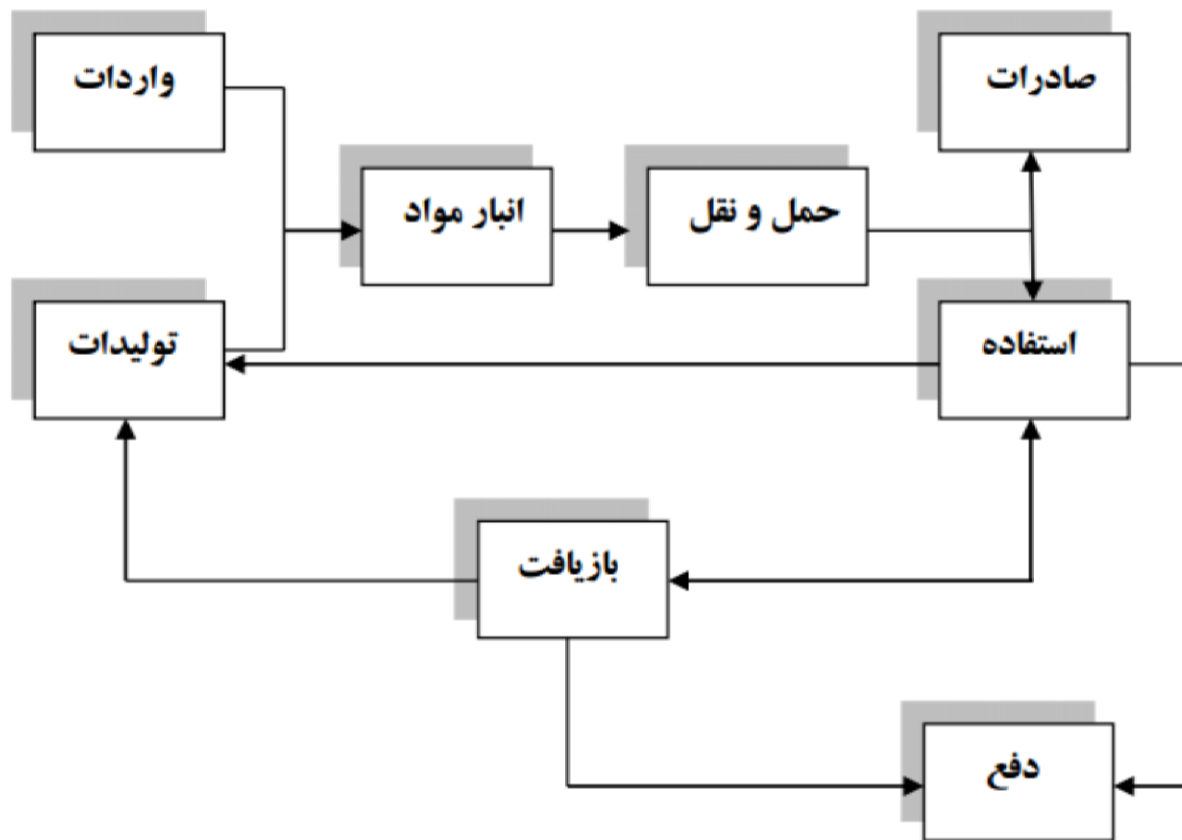 واردات
صادرات
انبار مواد
حمل و نقل
تولیدات
استفاده
بازیافت
دفع